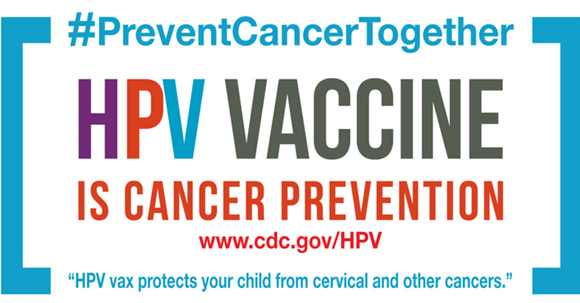 #PreventCancerTogether
HPV VACCINE
IS CANCER PREVENTION
www.cdc.gov/HPV
“HPV vax protects your child from cervical and other cancers.”